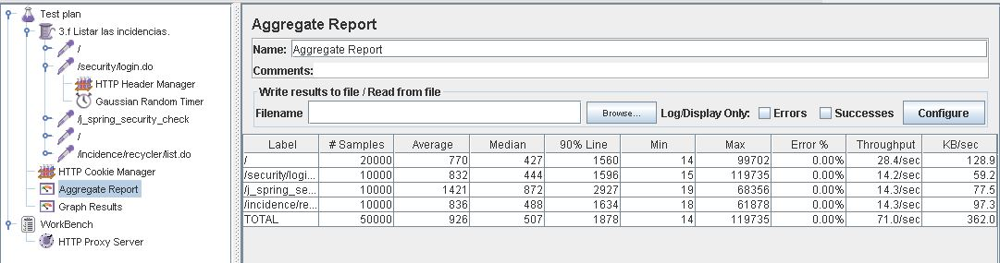 Test plan
3.f Listar las incidencias.
/
/security/login.do
HTTP Header Manager
Gaussian Random Timer
/j_spring_security_check
/
/incidence/recycler/list.do
HTTP Cookie Manager
Aggregate Report
Graph Results
WorkBench
HTTP Proxy Server
Aggregate Report
Name: Aggregate Report
Comments:
Write results to file / Read from file
Filename Browse... Log/Display Only: Errors Successes Configure
Label # Samples Average Median 90% Line Min Max Error % Throughput KB/sec
/ 20000 770 427 1560 14 99702 0.00% 28.4/sec 128.9
/security/logi... 10000 832 444 1596 15 119735 0.00% 14.2/sec 59.2
/j_spring_se... 10000 1421 872 2927 19 68356 0.00% 14.3/sec 77.5
/incidence/re... 10000 836 488 1634 18 61878 0.00% 14.3/sec 97.3
TOTAL 50000 926 507 1878 14 119735 0.00% 71.0/sec 362.0